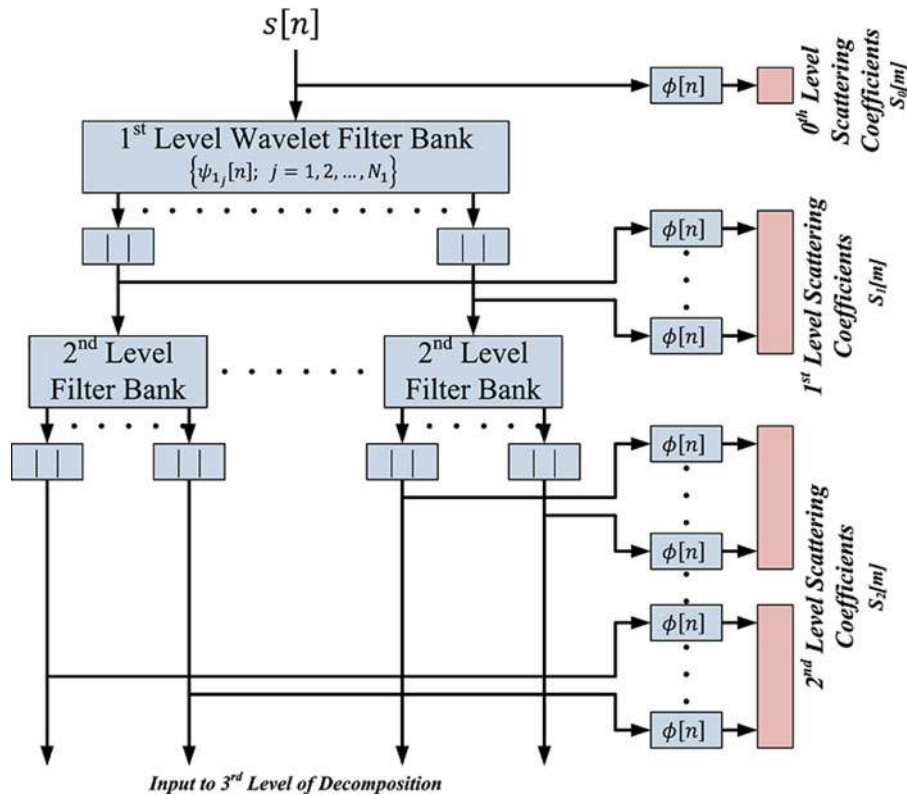 s[n]
ϕ[n]
0th Level
Scattering
Coefficients
S0[m]
1st Level Wavelet Filter Bank
{ψ1j[n]; j = 1, 2, ..., N1}
| |
| |
ϕ[n]
ϕ[n]
1st Level Scattering
Coefficients
S1[m]
2nd Level
Filter Bank
2nd Level
Filter Bank
| |
| |
| |
| |
ϕ[n]
ϕ[n]
ϕ[n]
ϕ[n]
2nd Level Scattering
Coefficients
S2[m]
Input to 3rd Level of Decomposition